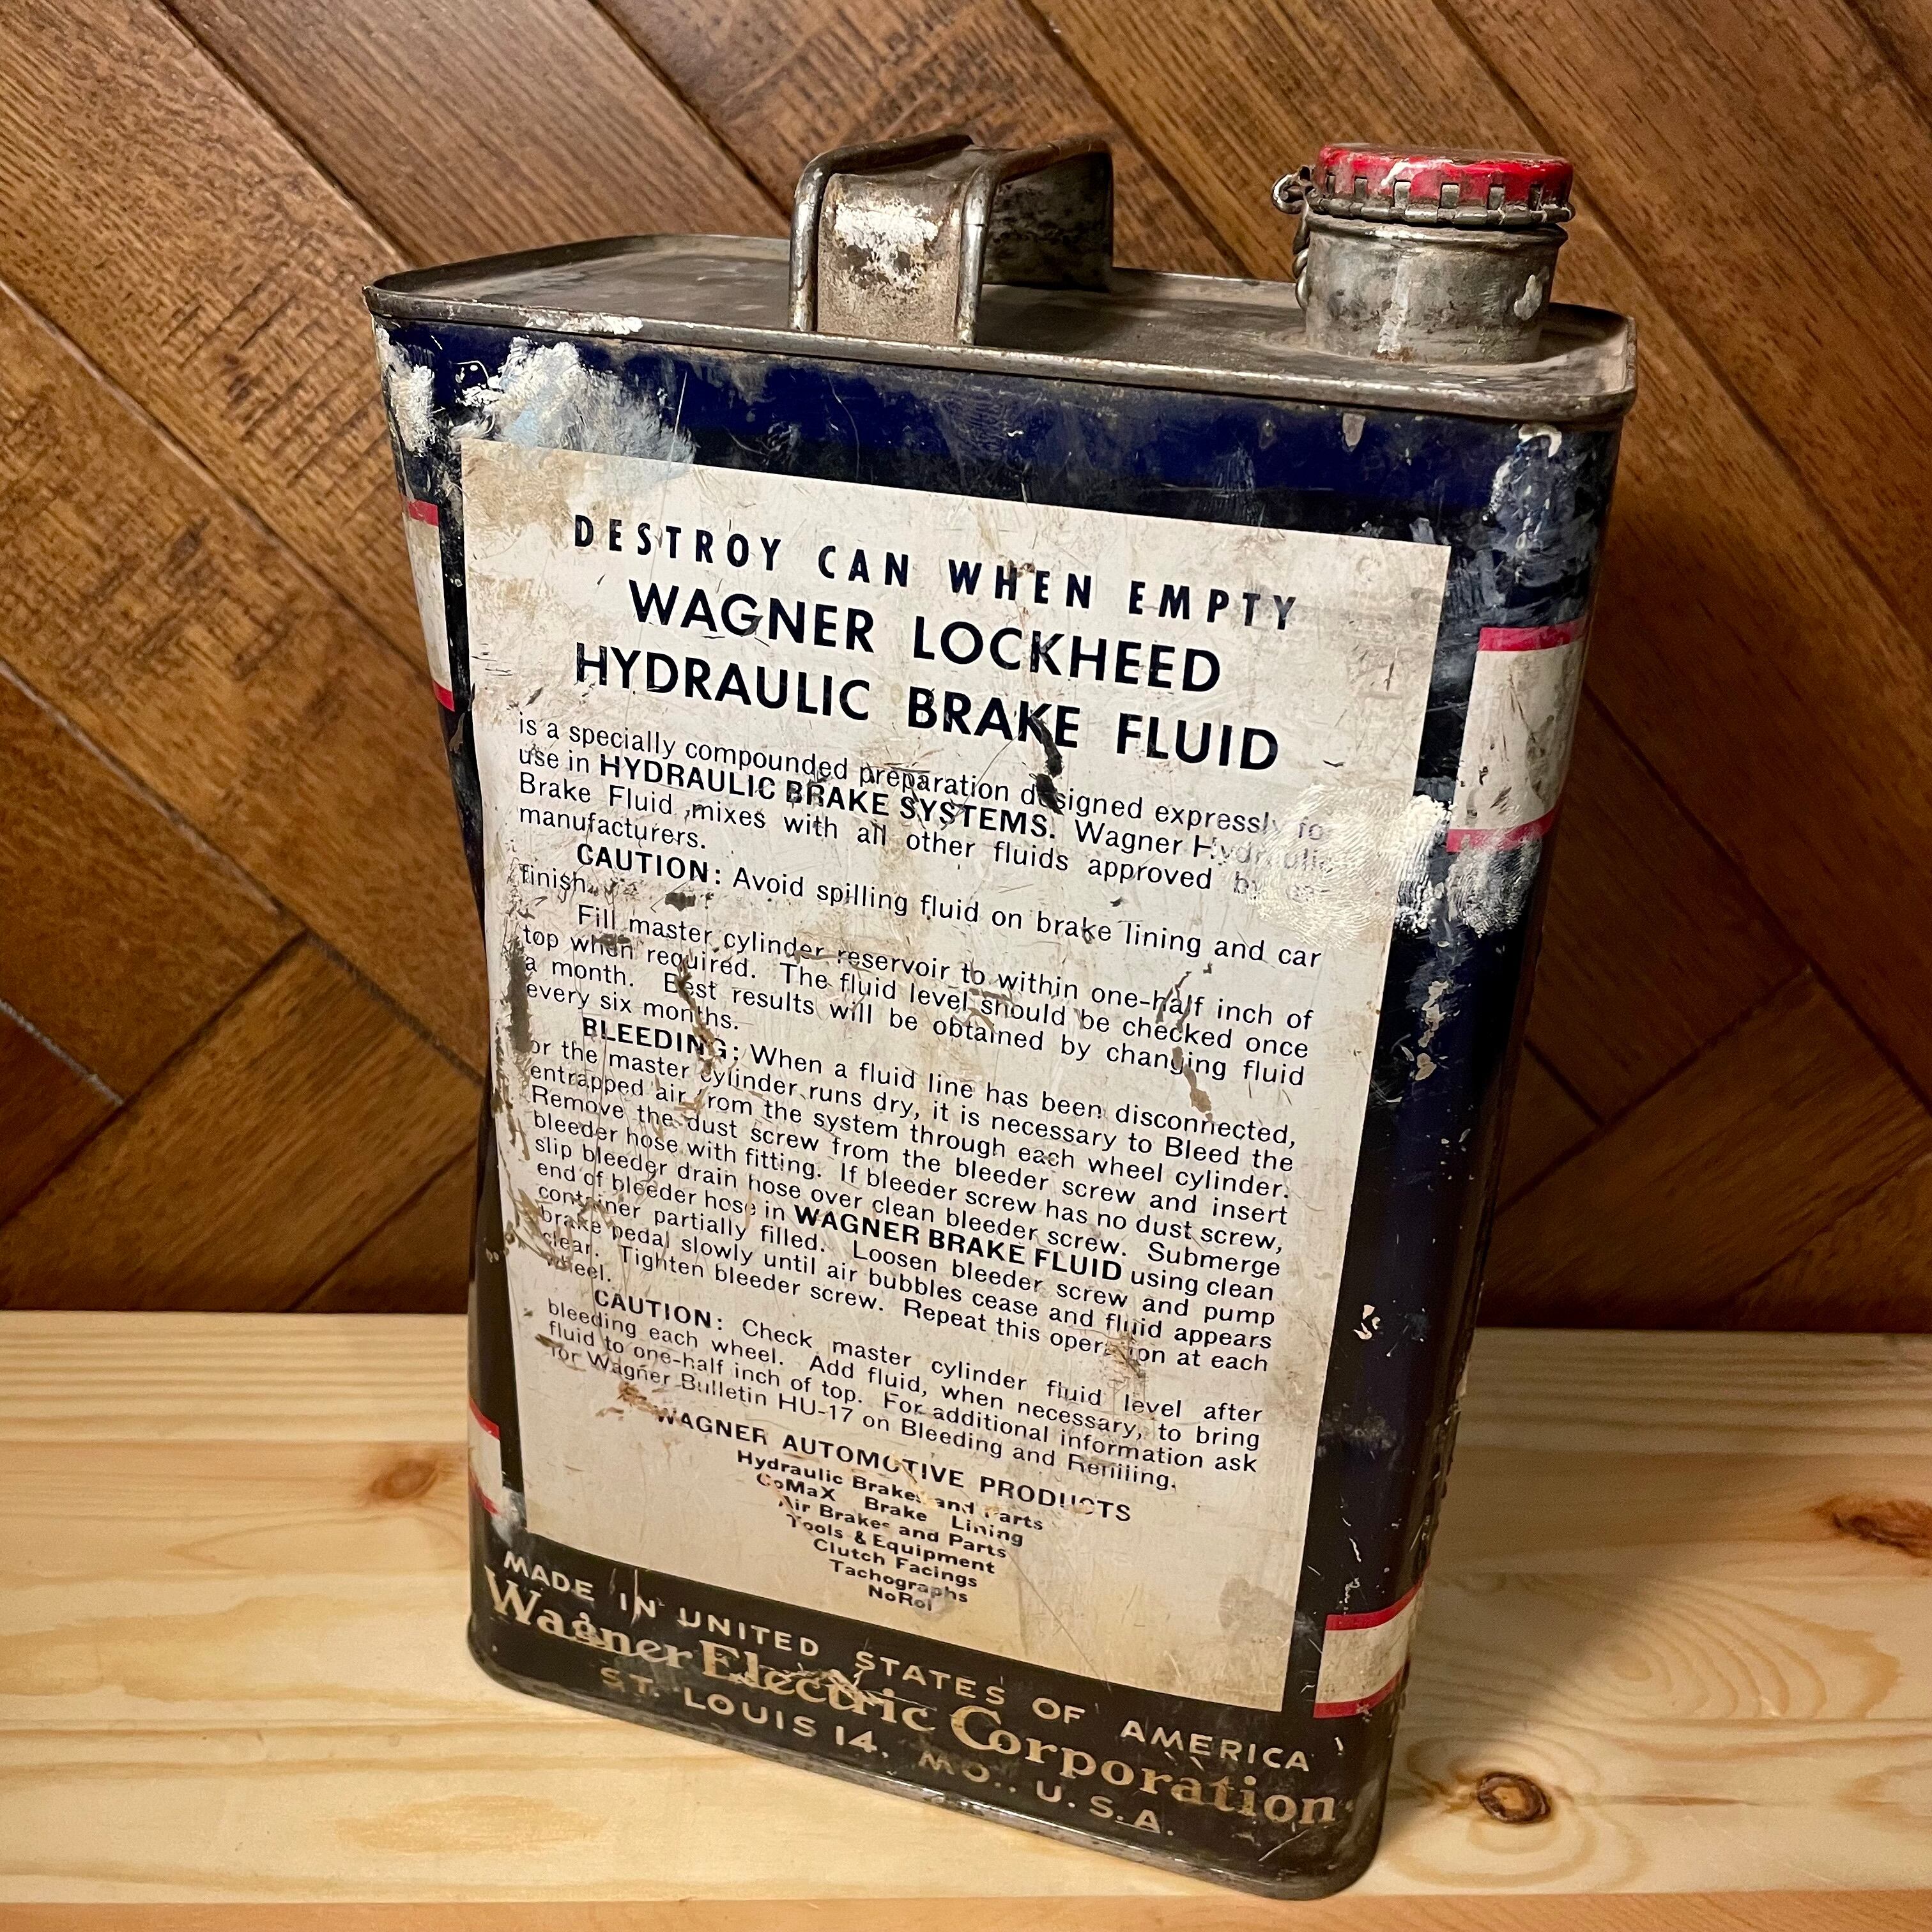 DESTROY CAN WHEN EMPTY
WAGNER LOCKHEED
HYDRAULIC BRAKE FLUID
is a specially compounded preparation designed expressly for
use in HYDRAULIC BRAKE SYSTEMS. Wagner Hydraulic
Brake Fluid mixes with all other fluids approved by
manufacturers.
CAUTION: Avoid spilling fluid on brake lining and car
finish.
Fill master cylinder reservoir to within one-half inch of
top when required. The fluid level should be checked once
a month. Best results will be obtained by changing fluid
every six months.
BLEEDING: When a fluid line has been disconnected,
or the master cylinder runs dry, it is necessary to Bleed the
entrapped air from the system through each wheel cylinder.
Remove the dust screw from the bleeder screw and insert
bleeder hose with fitting. If bleeder screw has no dust screw,
slip bleeder drain hose over clean bleeder screw. Submerge
end of bleeder hose in WAGNER BRAKE FLUID using clean
container partially filled. Loosen bleeder screw and pump
brake pedal slowly until air bubbles cease and fluid appears
clear. Tighten bleeder screw. Repeat this operation at each
wheel.
CAUTION: Check master cylinder fluid level after
bleeding each wheel. Add fluid, when necessary, to bring
fluid to one-half inch of top. For additional information ask
for Wagner Bulletin HU-17 on Bleeding and Refilling.
WAGNER AUTOMOTIVE PRODUCTS
Hydraulic Brakes and Parts
CoMaX Brake Lining
Air Brakes and Parts
Tools & Equipment
Clutch Facings
Tachographs
NoRol
MADE IN UNITED STATES OF AMERICA
Wagner Electric Corporation
ST. LOUIS 14, MO., U.S.A.